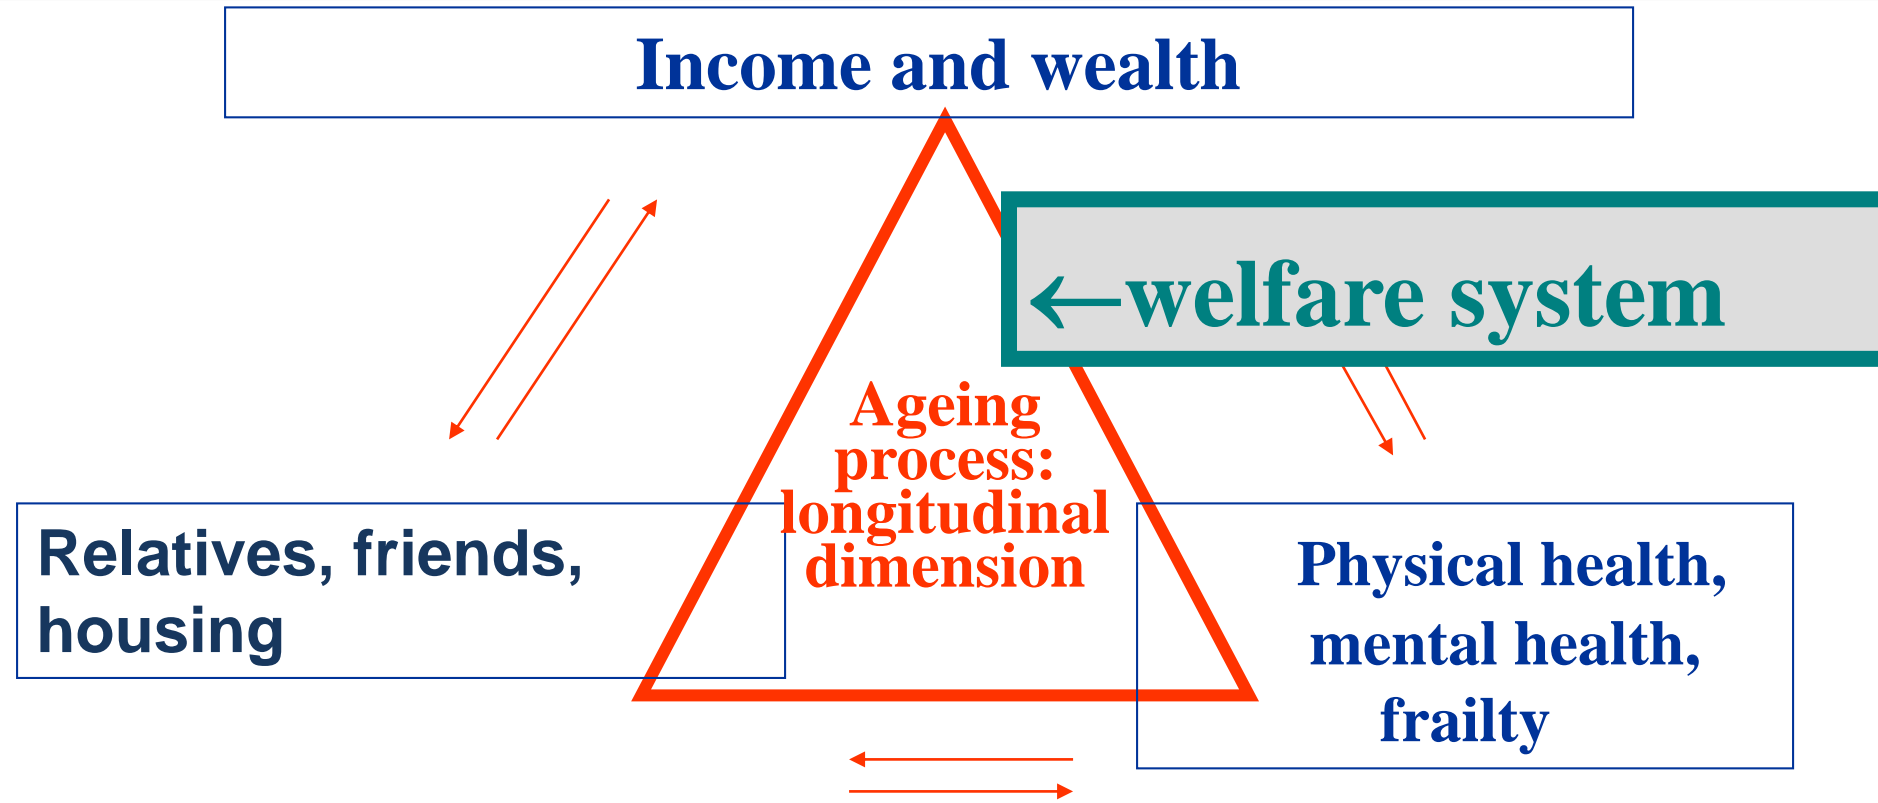 Income and wealth
←welfare system
Ageing
process:
longitudinal
dimension
Relatives, friends,
housing
Physical health,
mental health,
frailty